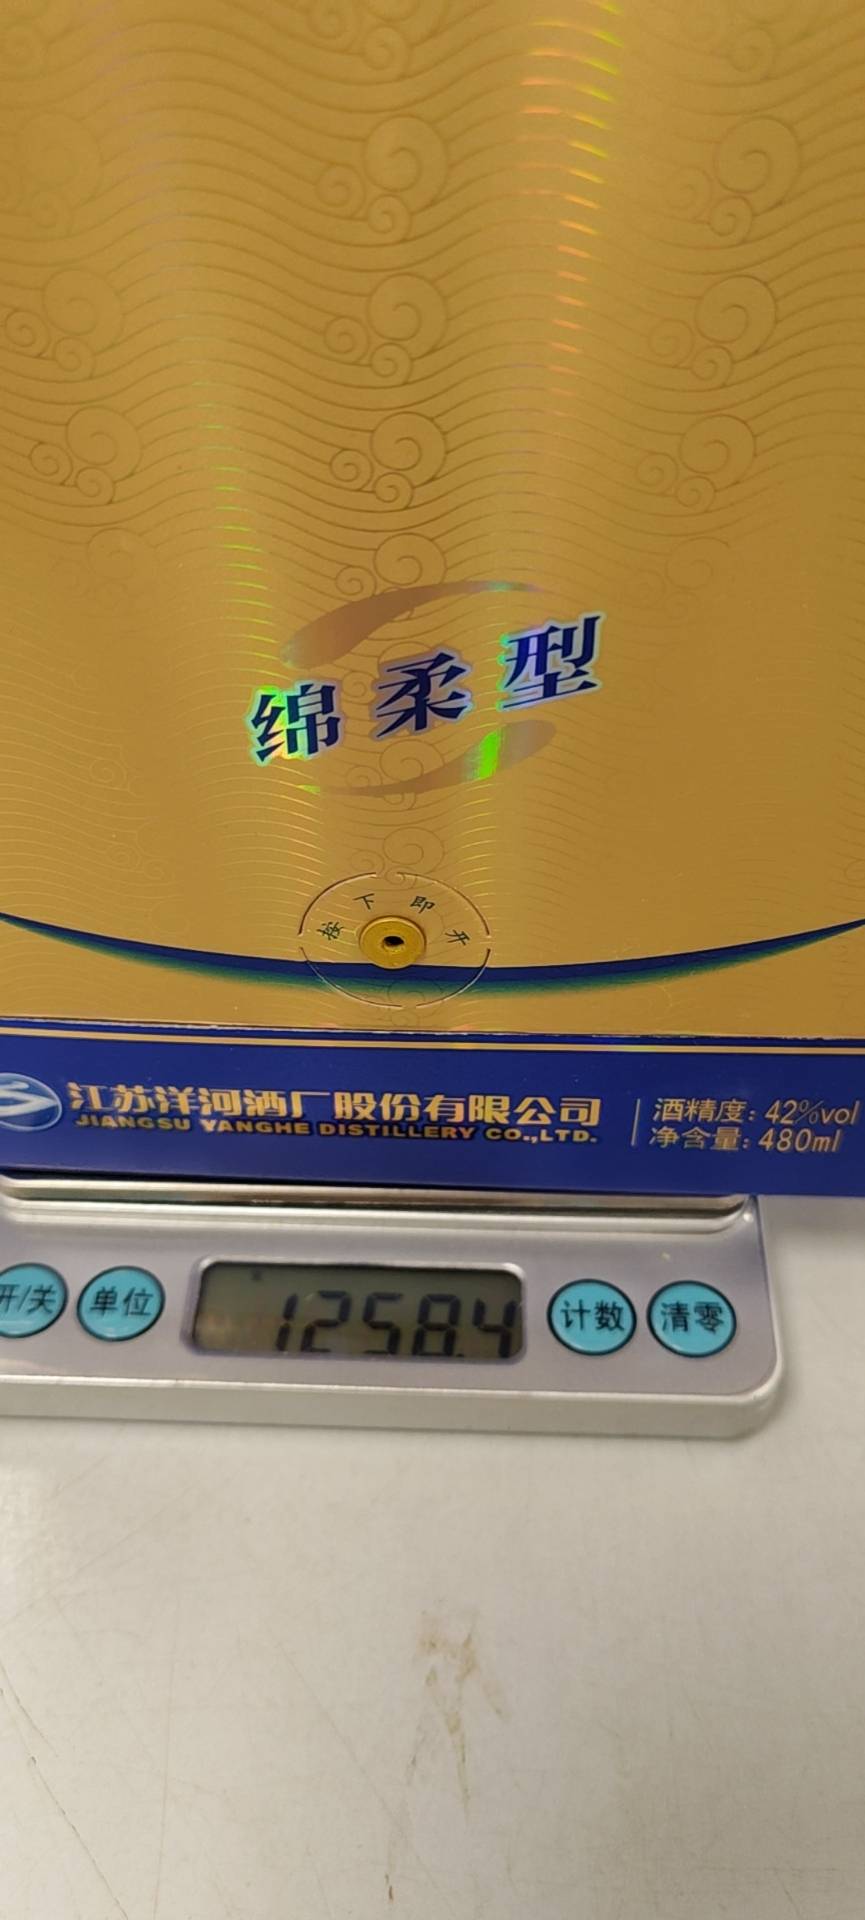 绵柔型
按下即开
江苏洋河酒厂股份有限公司
JIANGSU YANGHE DISTILLERY CO.,LTD.
酒精度: 42%vol
净含量: 480ml
开/关
单位
1258.4
计数
清零